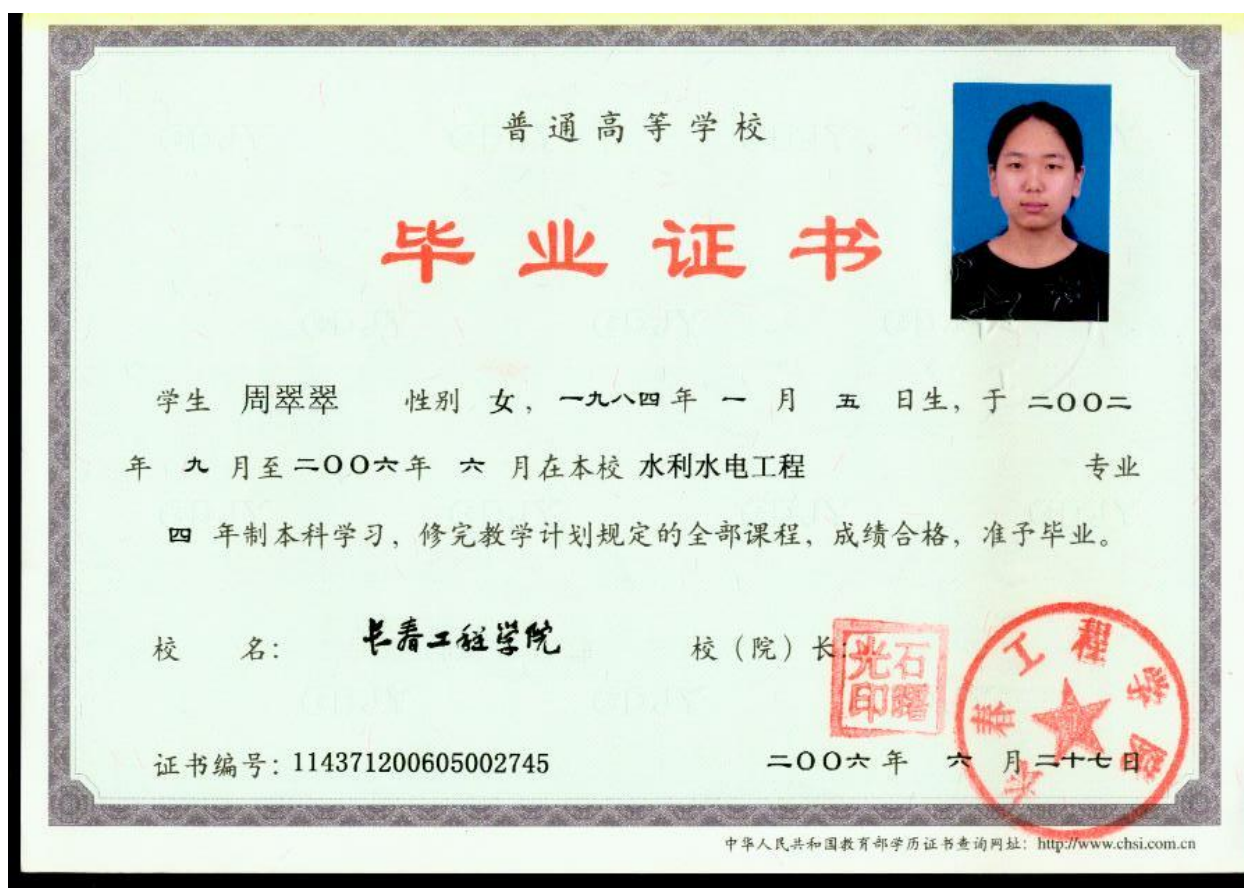 普通高等学校
毕业证书
学生 周翠翠 性别 女，一九八四年 一 月 五 日生，于 二〇〇二
年 九 月至二〇〇六年 六 月在本校 水利水电工程 专业
四 年制本科学习，修完教学计划规定的全部课程，成绩合格，准予毕业。
校 名： 长春工程学院 校（院）长：
石曙光印
长春工程学院
证书编号：114371200605002745 二〇〇六年 六 月二十七日
中华人民共和国教育部学历证书查询网址：http://www.chsi.com.cn